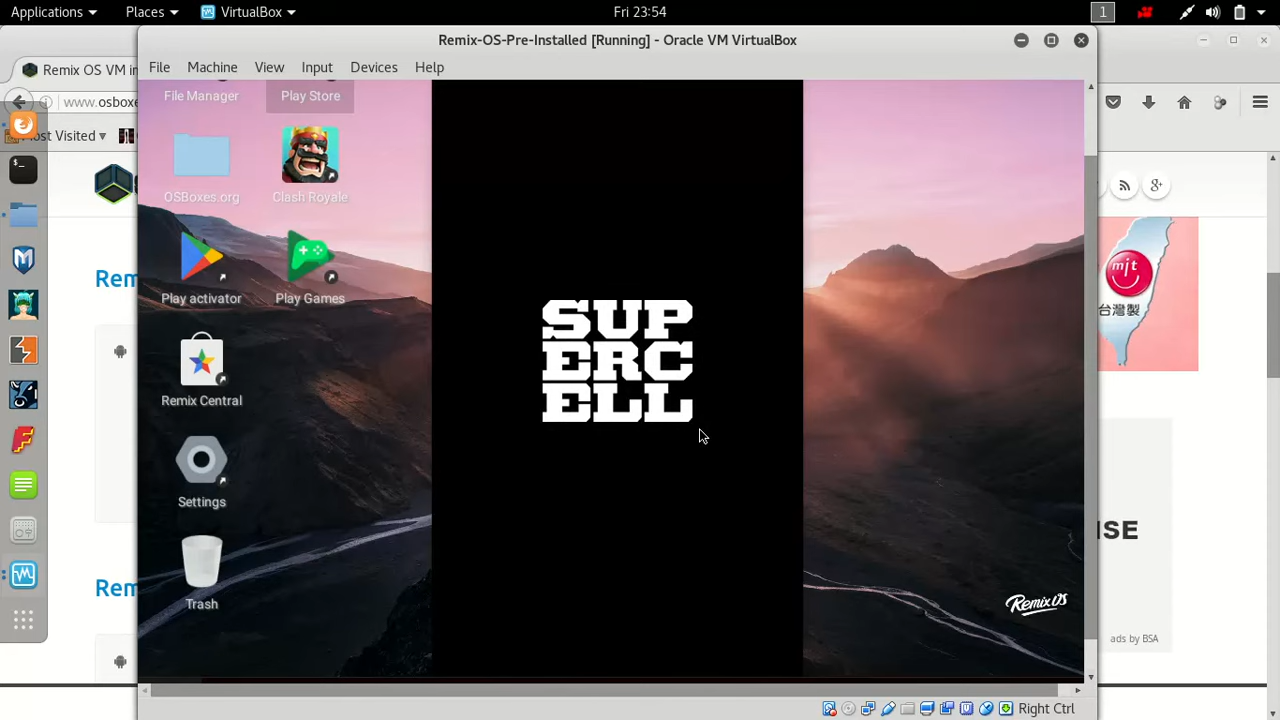 Applications Places VirtualBox Fri 23:54 1
Remix-OS-Pre-Installed [Running] - Oracle VM VirtualBox
Remix OS VM i
File Machine View Input Devices Help
www.osboxe
ost Visited
File Manager Play Store
OSBoxes.org Clash Royale
Play activator Play Games
Remix Central
Settings
Trash
SUP
ERC
ELL
Remix OS
Rem
Rem
mit
台灣製
ISE
ads by BSA
Right Ctrl